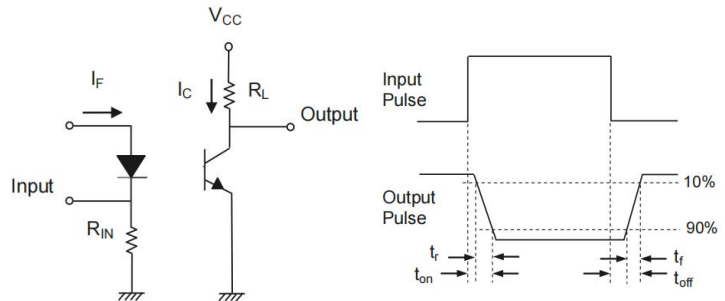 V_CC
I_F
I_C
R_L
Output
Input
R_IN
Input
Pulse
Output
Pulse
10%
90%
t_r
t_f
t_on
t_off